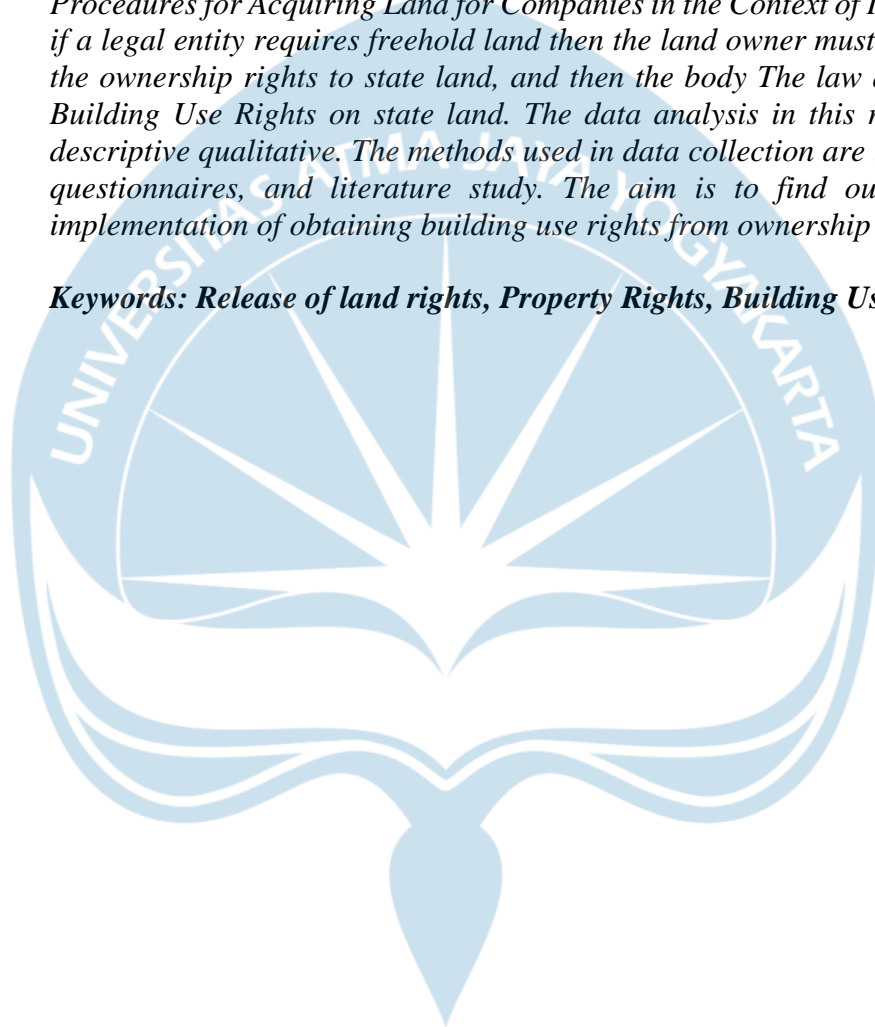 Procedures for Acquiring Land for Companies in the Context of
if a legal entity requires freehold land then the land owner must
the ownership rights to state land, and then the body The law
Building Use Rights on state land. The data analysis in this
descriptive qualitative. The methods used in data collection are
questionnaires, and literature study. The aim is to find
implementation of obtaining building use rights from ownership
Keywords: Release of land rights, Property Rights, Building
UNIVERSITAS ATMA JAYA YOGYAKARTA